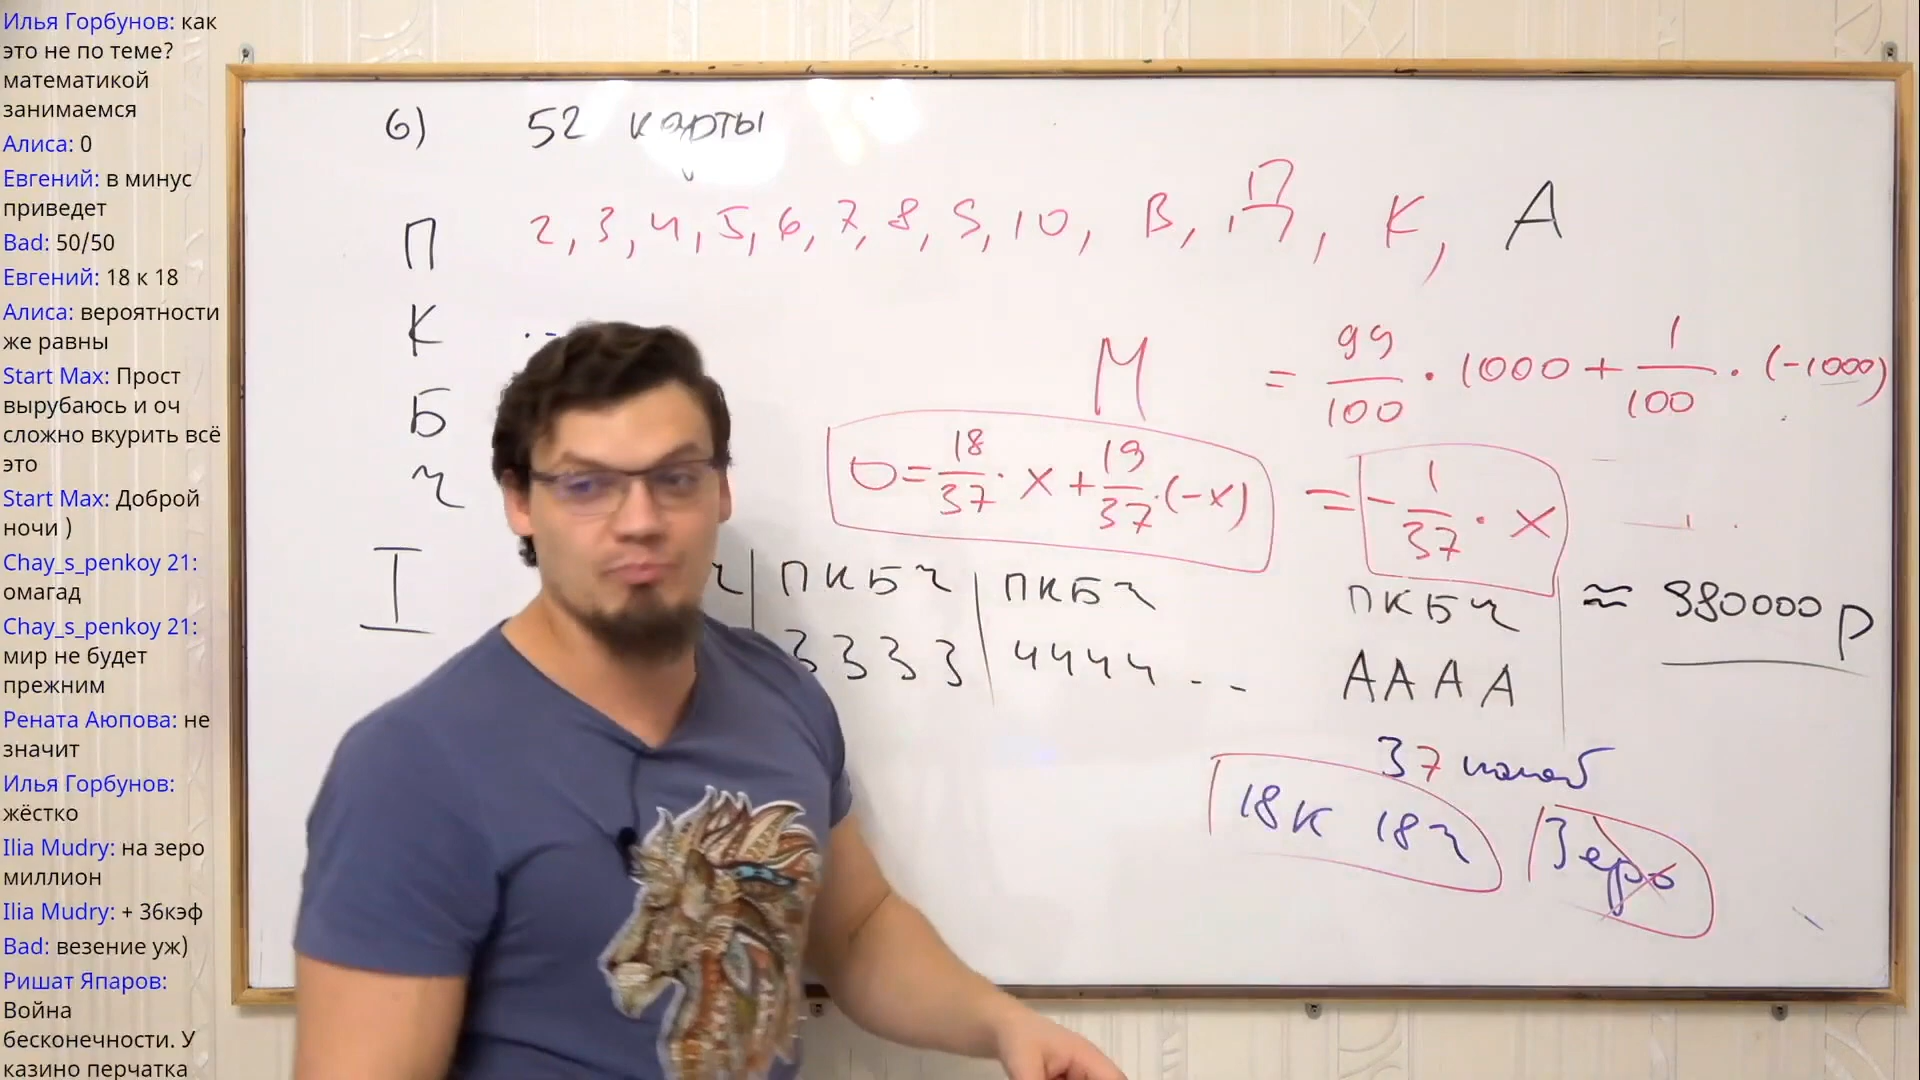 Илья Горбунов: как
это не по теме?
математикой
занимаемся
Алиса: 0
Евгений: в минус
приведет
Bad: 50/50
Евгений: 18 к 18
Алиса: вероятности
же равны
Start Max: Прост
вырубаюсь и оч
сложно вкурить всё
это
Start Max: Доброй
ночи )
Chay_s_penkoy 21:
омагад
Chay_s_penkoy 21:
мир не будет
прежним
Рената Аюпова: не
значит
Илья Горбунов:
жёстко
Ilia Mudry: на зеро
миллион
Ilia Mudry: + 36кэф
Bad: везение уж)
Ришат Япаров:
Война
бесконечности. У
казино перчатка
6) 52 карты
П 2, 3, 4, 5, 6, 7, 8, 9, 10, В, Д, К, А
К ..
Б
ч
М = 99/100 · 1000 + 1/100 · (-1000)
0 = 18/37 · x + 19/37 · (-x) = - 1/37 · x
I ч | ПКБч | ПКБч ПКБч | ≈ 980000 р
3333 | 4444 .. АААА
37 полей
18К 18ч Зеро